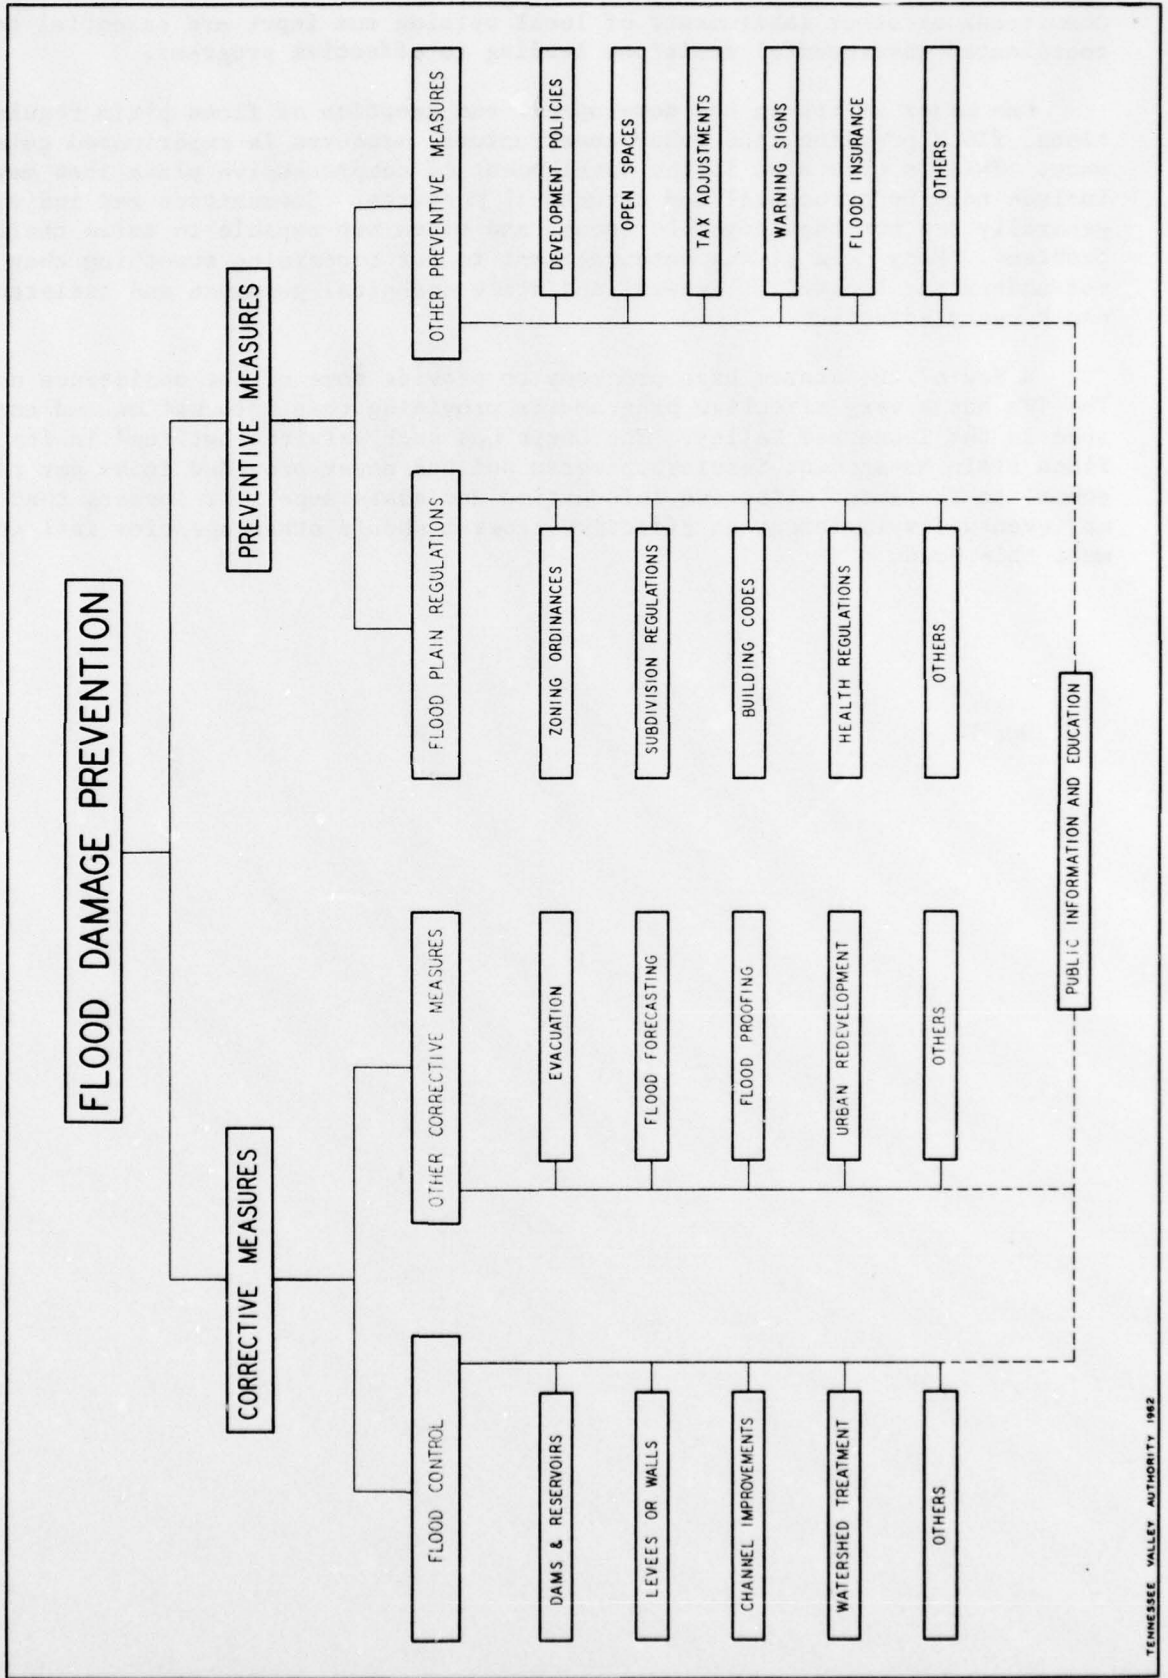 FLOOD DAMAGE PREVENTION
CORRECTIVE MEASURES
PREVENTIVE MEASURES
FLOOD CONTROL
OTHER CORRECTIVE MEASURES
FLOOD PLAIN REGULATIONS
OTHER PREVENTIVE MEASURES
DAMS & RESERVOIRS
LEVEES OR WALLS
CHANNEL IMPROVEMENTS
WATERSHED TREATMENT
OTHERS
EVACUATION
FLOOD FORECASTING
FLOOD PROOFING
URBAN REDEVELOPMENT
OTHERS
ZONING ORDINANCES
SUBDIVISION REGULATIONS
BUILDING CODES
HEALTH REGULATIONS
OTHERS
DEVELOPMENT POLICIES
OPEN SPACES
TAX ADJUSTMENTS
WARNING SIGNS
FLOOD INSURANCE
OTHERS
PUBLIC INFORMATION AND EDUCATION
TENNESSEE VALLEY AUTHORITY 1962